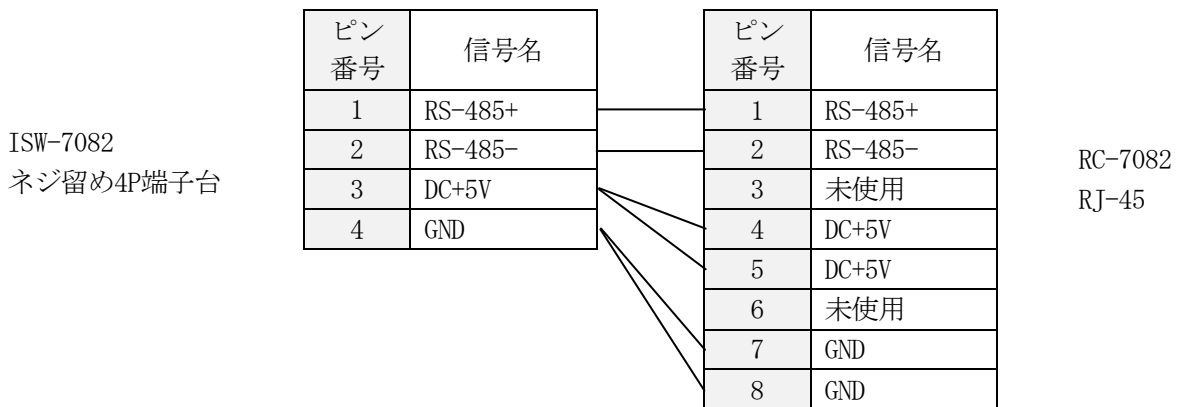 ISW-7082
ネジ留め4P端子台
ピン番号 信号名
1 RS-485+
2 RS-485-
3 DC+5V
4 GND
ピン番号 信号名
1 RS-485+
2 RS-485-
3 未使用
4 DC+5V
5 DC+5V
6 未使用
7 GND
8 GND
RC-7082
RJ-45